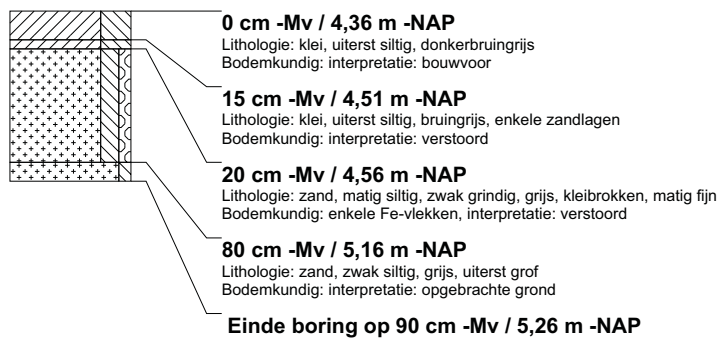 0 cm -Mv / 4,36 m -NAP
Lithologie: klei, uiterst siltig, donkerbruingrijs
Bodemkundig: interpretatie: bouwvoor
15 cm -Mv / 4,51 m -NAP
Lithologie: klei, uiterst siltig, bruingrijs, enkele zandlagen
Bodemkundig: interpretatie: verstoord
20 cm -Mv / 4,56 m -NAP
Lithologie: zand, matig siltig, zwak grindig, grijs, kleibrokken, matig fijn
Bodemkundig: enkele Fe-vlekken, interpretatie: verstoord
80 cm -Mv / 5,16 m -NAP
Lithologie: zand, zwak siltig, grijs, uiterst grof
Bodemkundig: interpretatie: opgebrachte grond
Einde boring op 90 cm -Mv / 5,26 m -NAP